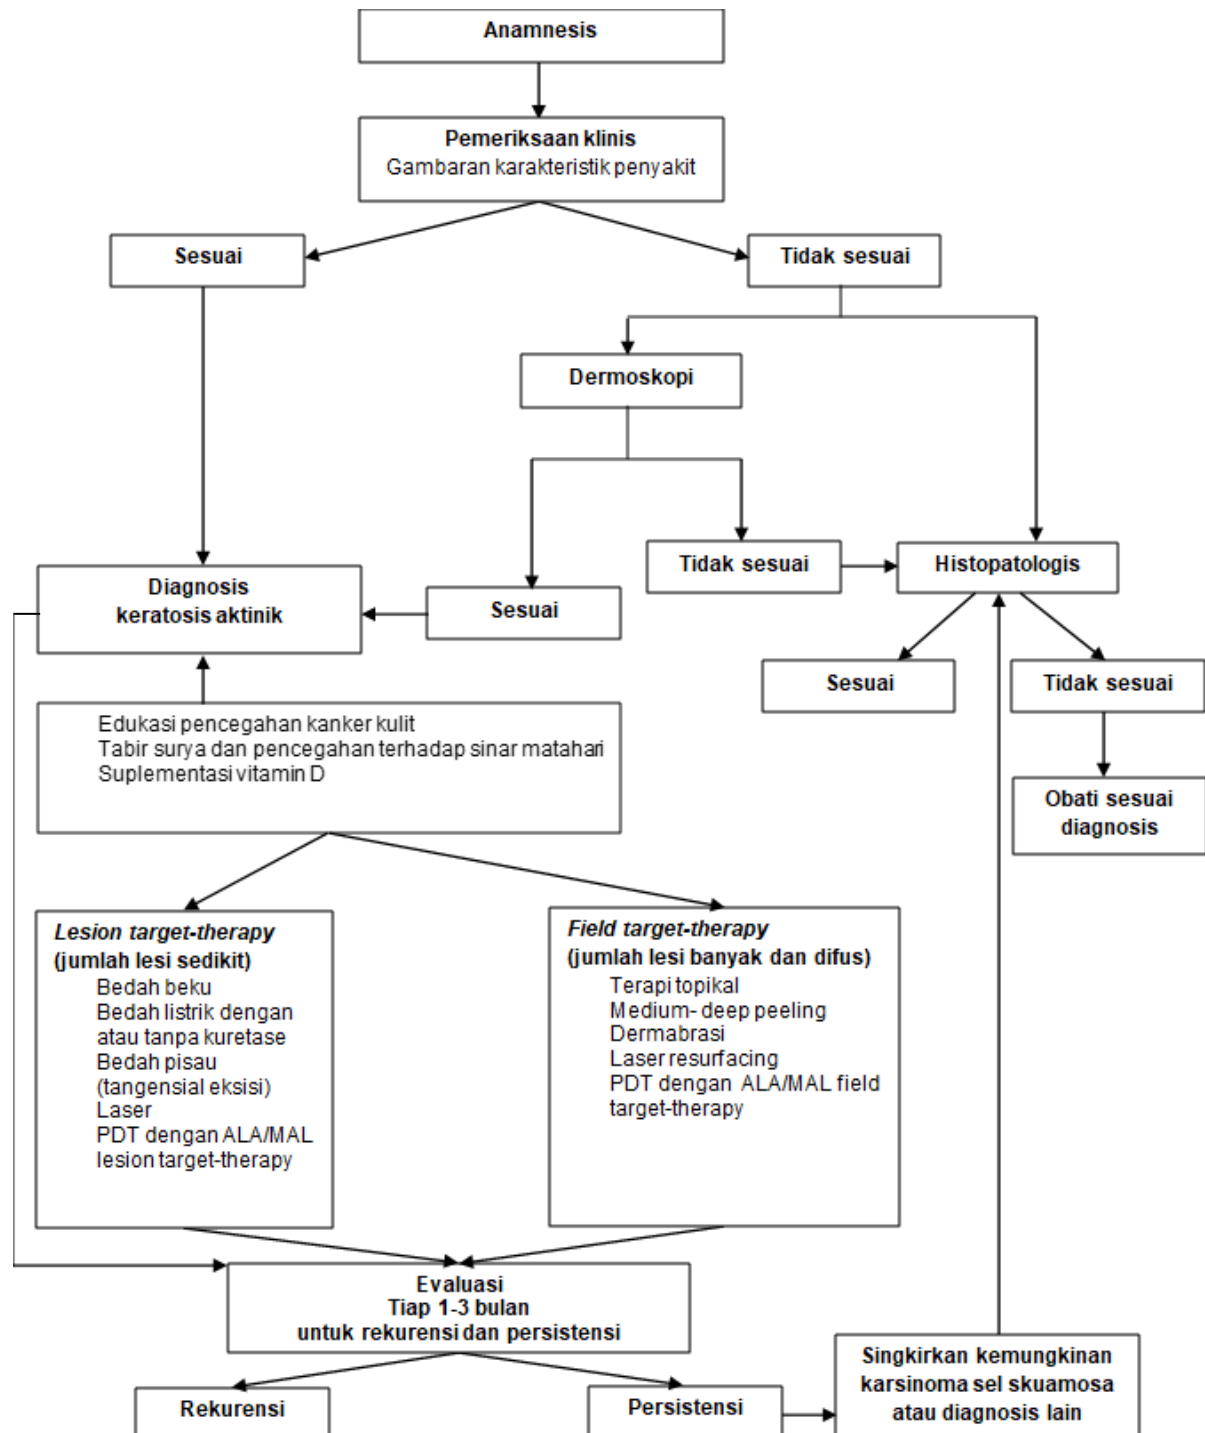 Anamnesis
Pemeriksaan klinis
Gambaran karakteristik penyakit
Sesuai
Tidak sesuai
Dermoskopi
Tidak sesuai
Histopatologis
Diagnosis
keratosis aktinik
Sesuai
Sesuai
Tidak sesuai
Edukasi pencegahan kanker kulit
Tabir surya dan pencegahan terhadap sinar matahari
Suplementasi vitamin D
Obati sesuai
diagnosis
Lesion target-therapy
(jumlah lesi sedikit)
Bedah beku
Bedah listrik dengan
atau tanpa kuretase
Bedah pisau
(tangensial eksisi)
Laser
PDT dengan ALA/MAL
lesion target-therapy
Field target-therapy
(jumlah lesi banyak dan difus)
Terapi topikal
Medium- deep peeling
Dermabrasi
Laser resurfacing
PDT dengan ALA/MAL field
target-therapy
Evaluasi
Tiap 1-3 bulan
untuk rekurensi dan persistensi
Rekurensi
Persistensi
Singkirkan kemungkinan
karsinoma sel skuamosa
atau diagnosis lain